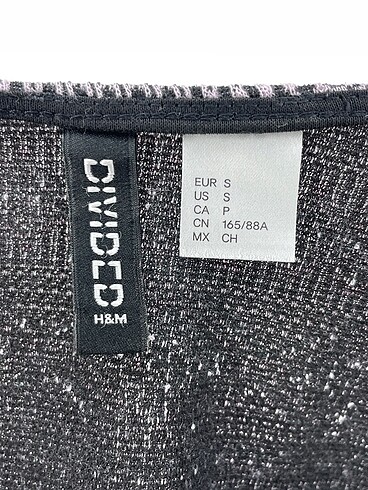 DIVIDED
H&M
EUR S
US S
CA P
CN 165/88A
MX CH